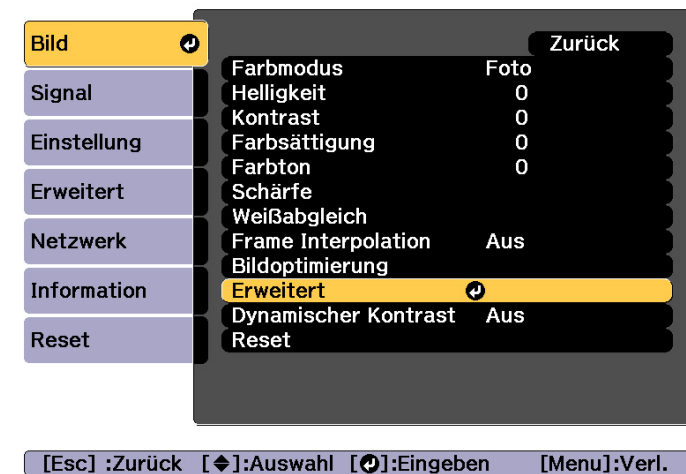 Bild
Signal
Einstellung
Erweitert
Netzwerk
Information
Reset
Zurück
Farbmodus Foto
Helligkeit 0
Kontrast 0
Farbsättigung 0
Farbton 0
Schärfe
Weißabgleich
Frame Interpolation Aus
Bildoptimierung
Erweitert
Dynamischer Kontrast Aus
Reset
[Esc] :Zurück [◆]:Auswahl [↵]:Eingeben [Menu]:Verl.